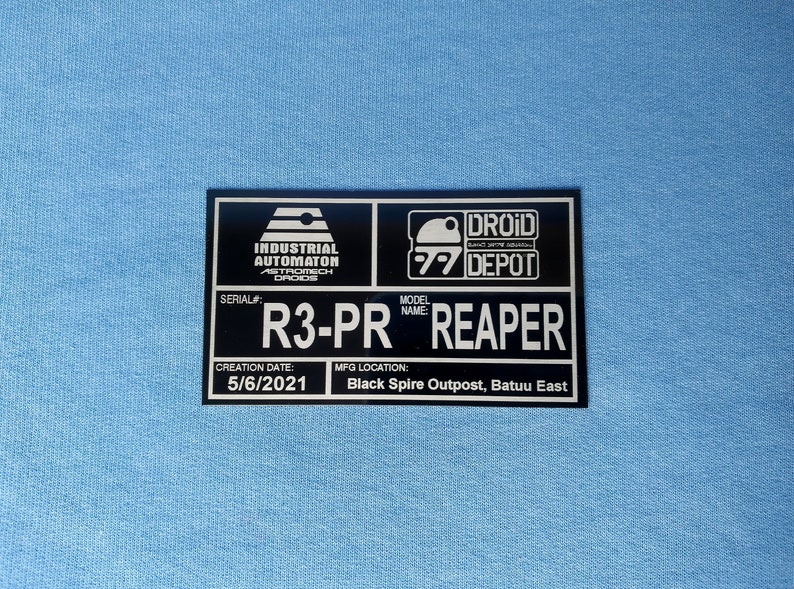 INDUSTRIAL
AUTOMATON
ASTROMECH
DROIDS
DROiD
DEPOT
SERIAL#:
R3-PR
MODEL
NAME:
REAPER
CREATION DATE:
5/6/2021
MFG LOCATION:
Black Spire Outpost, Batuu East